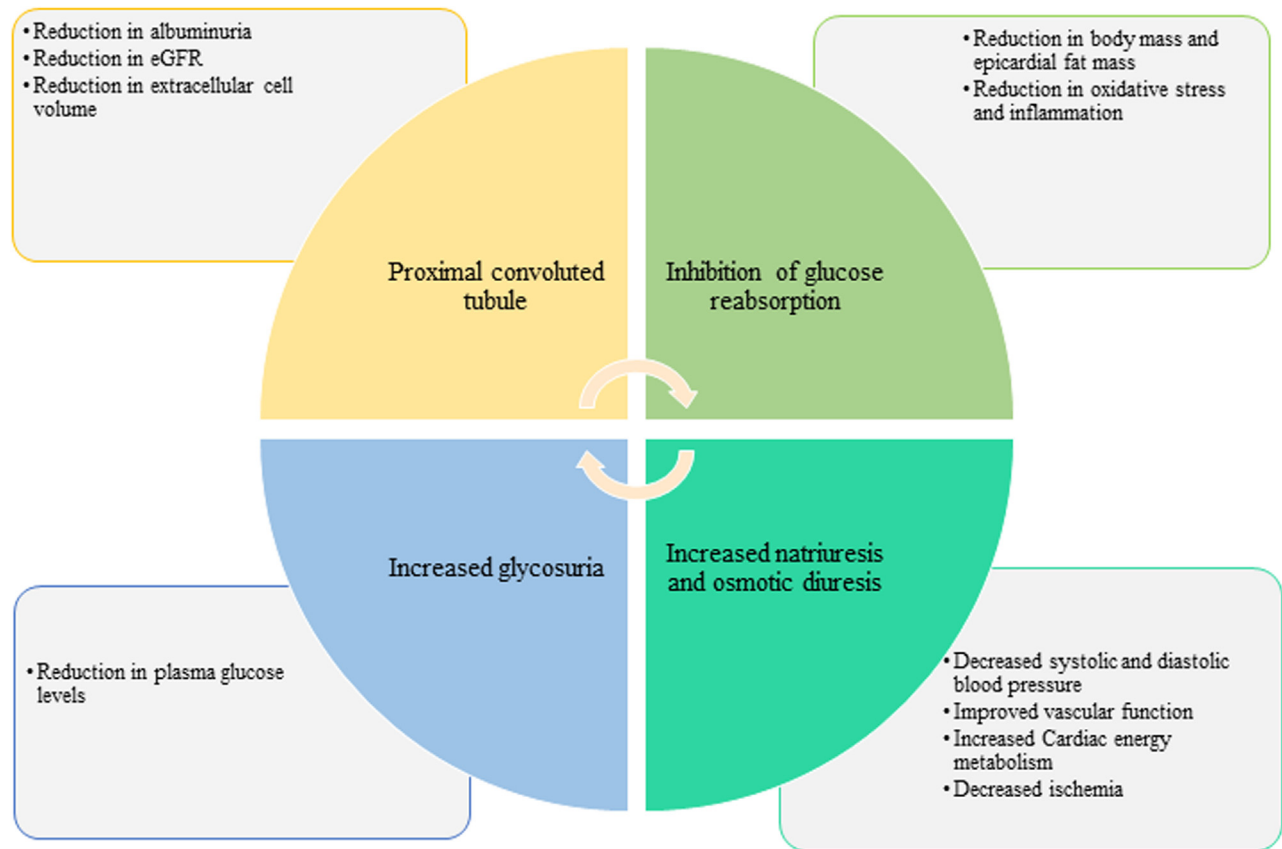 • Reduction in albuminuria
• Reduction in eGFR
• Reduction in extracellular cell
volume
• Reduction in body mass and
epicardial fat mass
• Reduction in oxidative stress
and inflammation
Proximal convoluted
tubule
Inhibition of glucose
reabsorption
Increased glycosuria
Increased natriuresis
and osmotic diuresis
• Reduction in plasma glucose
levels
• Decreased systolic and diastolic
blood pressure
• Improved vascular function
• Increased Cardiac energy
metabolism
• Decreased ischemia